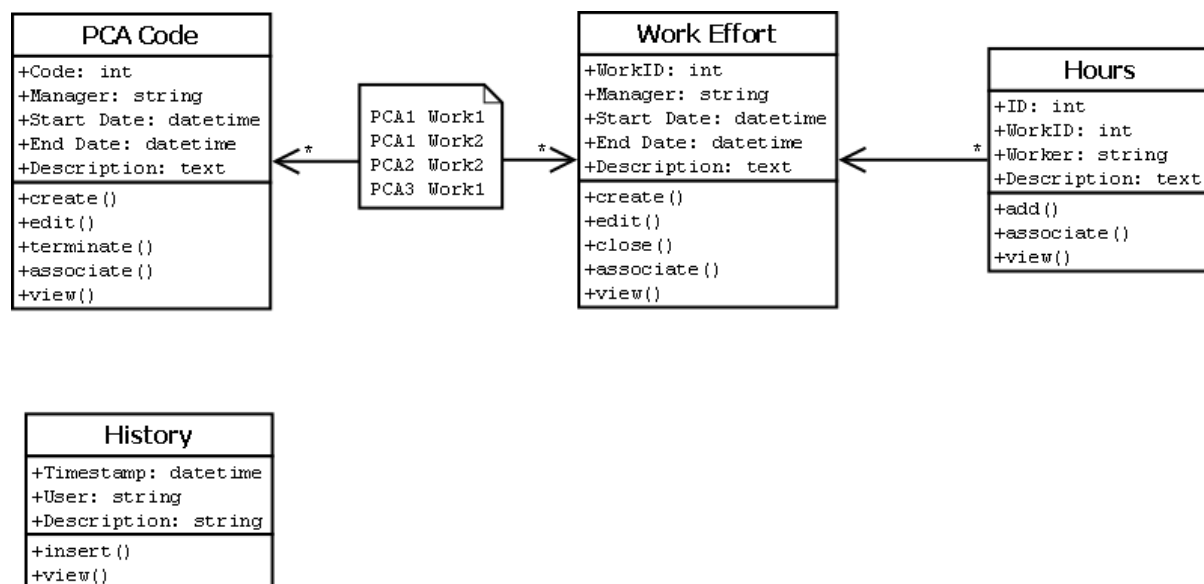 PCA Code
+Code: int
+Manager: string
+Start Date: datetime
+End Date: datetime
+Description: text
+create()
+edit()
+terminate()
+associate()
+view()
*
PCA1 Work1
PCA1 Work2
PCA2 Work2
PCA3 Work1
*
Work Effort
+WorkID: int
+Manager: string
+Start Date: datetime
+End Date: datetime
+Description: text
+create()
+edit()
+close()
+associate()
+view()
*
Hours
+ID: int
+WorkID: int
+Worker: string
+Description: text
+add()
+associate()
+view()
History
+Timestamp: datetime
+User: string
+Description: string
+insert()
+view()